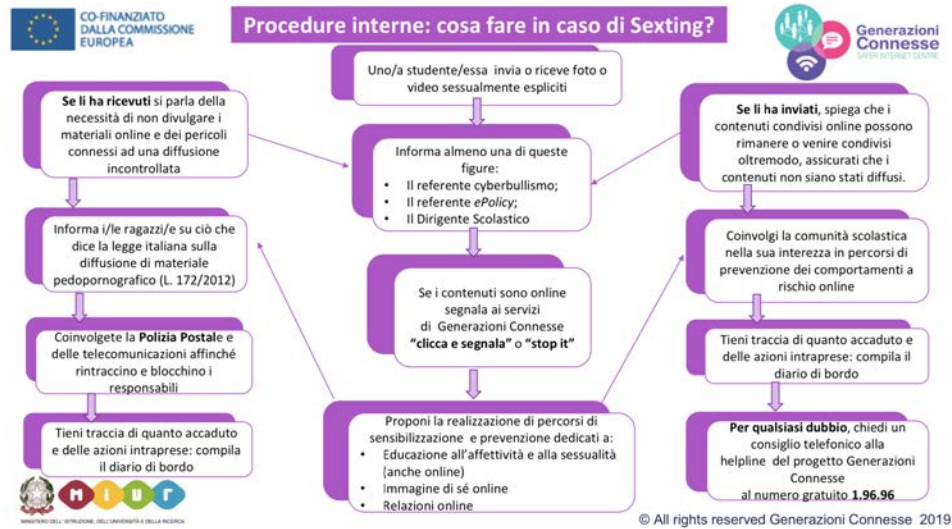 CO-FINANZIATO
DALLA COMMISSIONE
EUROPEA
Procedure interne: cosa fare in caso di Sexting?
Generazioni
Connesse
SAFER INTERNET CENTRE
Uno/a studente/essa invia o riceve foto o
video sessualmente espliciti
Se li ha ricevuti si parla della
necessità di non divulgare i
materiali online e dei pericoli
connessi ad una diffusione
incontrollata
Informa i/le ragazzi/e su ciò che
dice la legge italiana sulla
diffusione di materiale
pedopornografico (L. 172/2012)
Coinvolgete la Polizia Postale e
delle telecomunicazioni affinché
rintraccino e blocchino i
responsabili
Tieni traccia di quanto accaduto
e delle azioni intraprese: compila
il diario di bordo
Informa almeno una di queste
figure:
• Il referente cyberbullismo;
• Il referente ePolicy;
• Il Dirigente Scolastico
Se i contenuti sono online
segnala ai servizi
di Generazioni Connesse
“clicca e segnala” o “stop it”
Proponi la realizzazione di percorsi di
sensibilizzazione e prevenzione dedicati a:
• Educazione all’affettività e alla sessualità
(anche online)
• Immagine di sé online
• Relazioni online
Se li ha inviati, spiega che i
contenuti condivisi online possono
rimanere o venire condivisi
oltremodo, assicurati che i
contenuti non siano stati diffusi.
Coinvolgi la comunità scolastica
nella sua interezza in percorsi di
prevenzione dei comportamenti a
rischio online
Tieni traccia di quanto accaduto e
delle azioni intraprese: compila il
diario di bordo
Per qualsiasi dubbio, chiedi un
consiglio telefonico alla
helpline del progetto Generazioni
Connesse
al numero gratuito 1.96.96
MIUR
MINISTERO DELL’ISTRUZIONE, DELL’UNIVERSITÀ E DELLA RICERCA
© All rights reserved Generazioni Connesse 2019